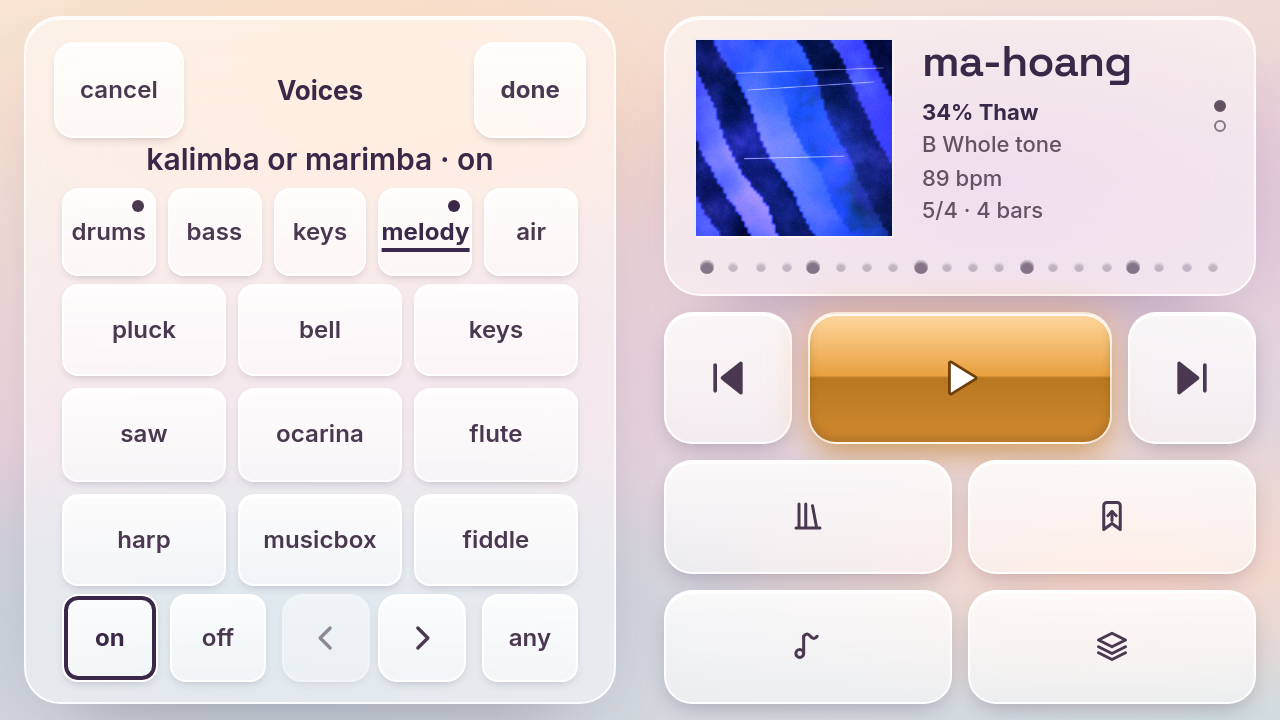 cancel
Voices
done
kalimba or marimba · on
drums
bass
keys
melody
air
pluck
bell
keys
saw
ocarina
flute
harp
musicbox
fiddle
on
off
any
ma-hoang
34% Thaw
B Whole tone
89 bpm
5/4 · 4 bars